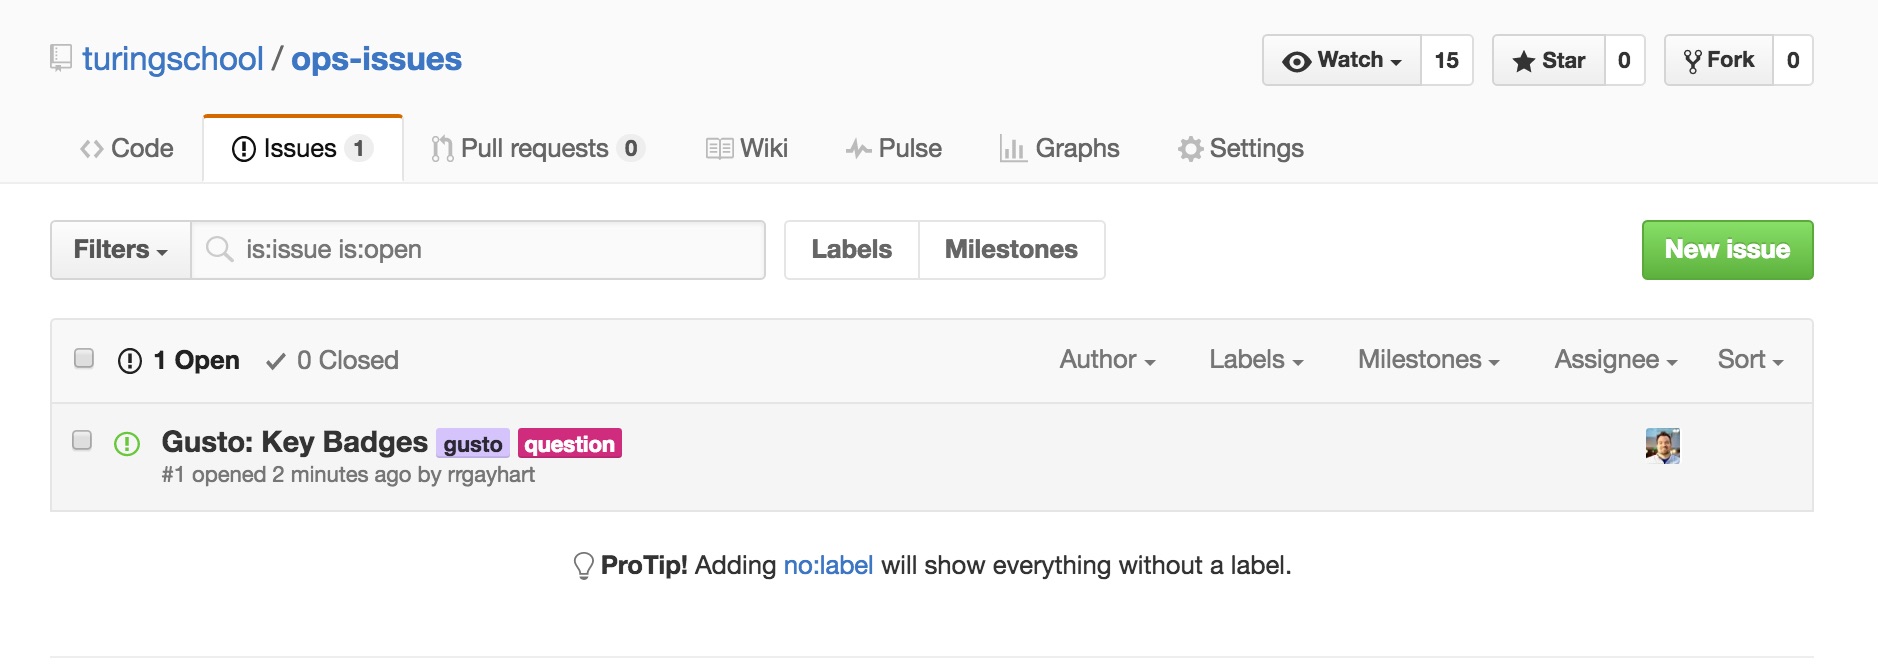 turingschool / ops-issues
Watch 15 Star 0 Fork 0
Code Issues 1 Pull requests 0 Wiki Pulse Graphs Settings
Filters is:issue is:open Labels Milestones New issue
1 Open 0 Closed Author Labels Milestones Assignee Sort
Gusto: Key Badges gusto question
#1 opened 2 minutes ago by rrgayhart
ProTip! Adding no:label will show everything without a label.